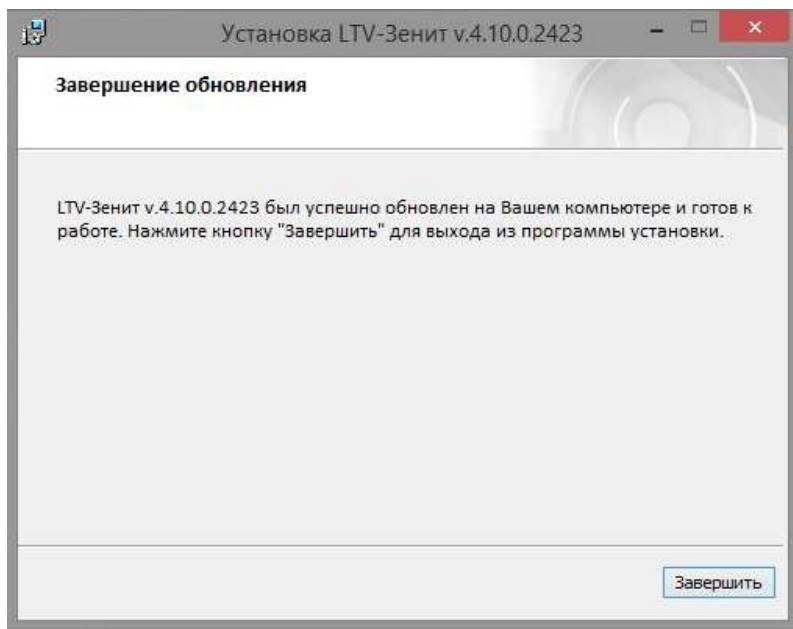 Установка LTV-Зенит v.4.10.0.2423
Завершение обновления
LTV-Зенит v.4.10.0.2423 был успешно обновлен на Вашем компьютере и готов к
работе. Нажмите кнопку "Завершить" для выхода из программы установки.
Завершить